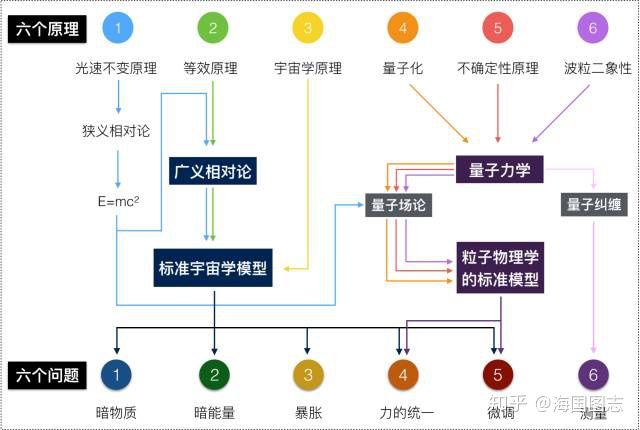 六个原理
1
2
3
4
5
6
光速不变原理
等效原理
宇宙学原理
量子化
不确定性原理
波粒二象性
狭义相对论
广义相对论
量子力学
E=mc²
量子场论
量子纠缠
标准宇宙学模型
粒子物理学
的标准模型
六个问题
1
2
3
4
5
6
暗物质
暗能量
暴胀
力的统一
微调
测量
知乎 @海国图志